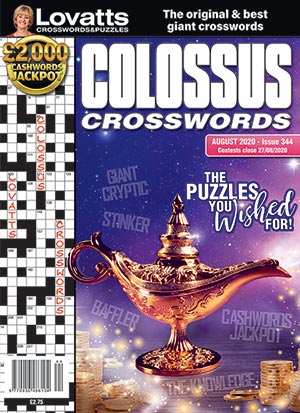 Lovatts
CROSSWORDS&PUZZLES
The original & best
giant crosswords
£2,000
CASHWORDS
JACKPOT
COLOSSUS
CROSSWORDS
AUGUST 2020 - Issue 344
Contests close 27/08/2020
COLOSSUS
LOVATTS
CROSSWORDS
GIANT
CRYPTIC
STINKER
THE
PUZZLES
YOU Wished
FOR!
BAFFLER
CASHWORDS
JACKPOT
THE KNOWLEDGE
£2.75